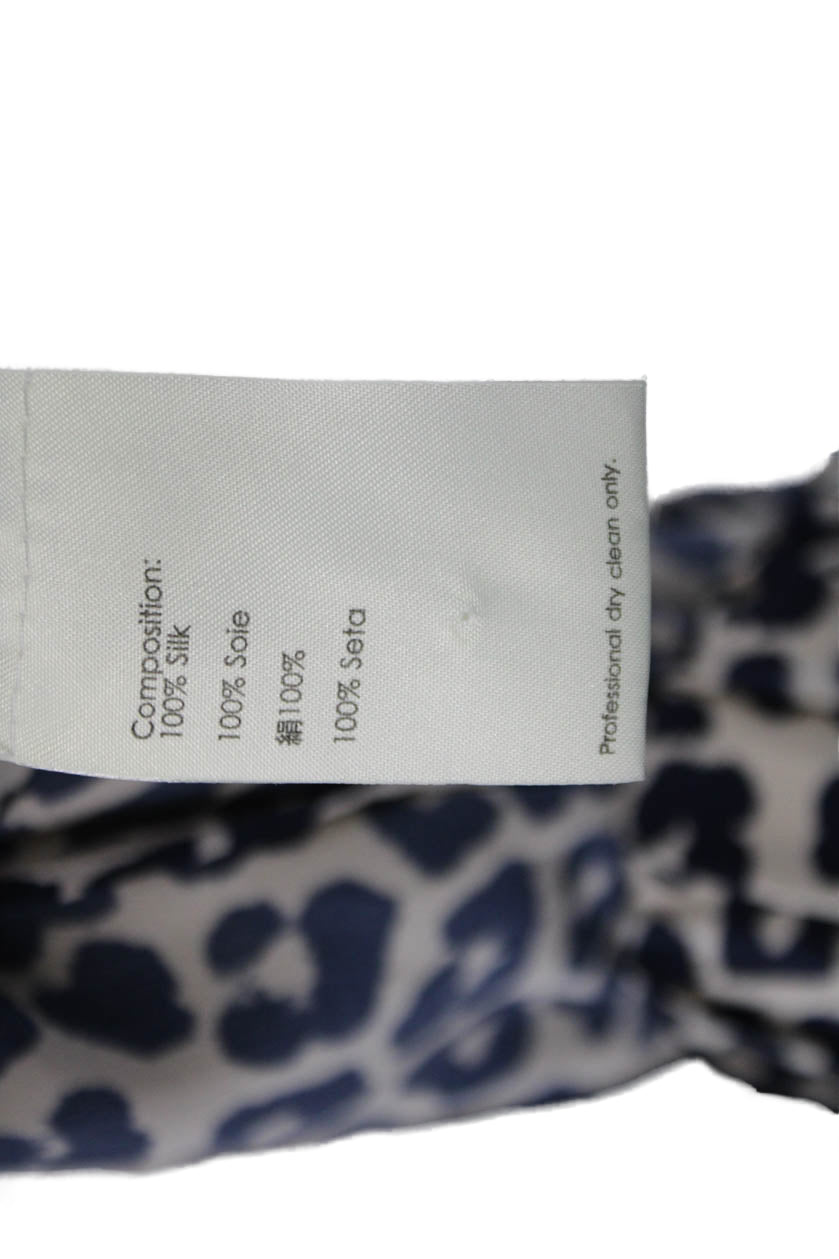 Composition:
100% Silk
100% Soie
絹100%
100% Seta
Professional dry clean only.